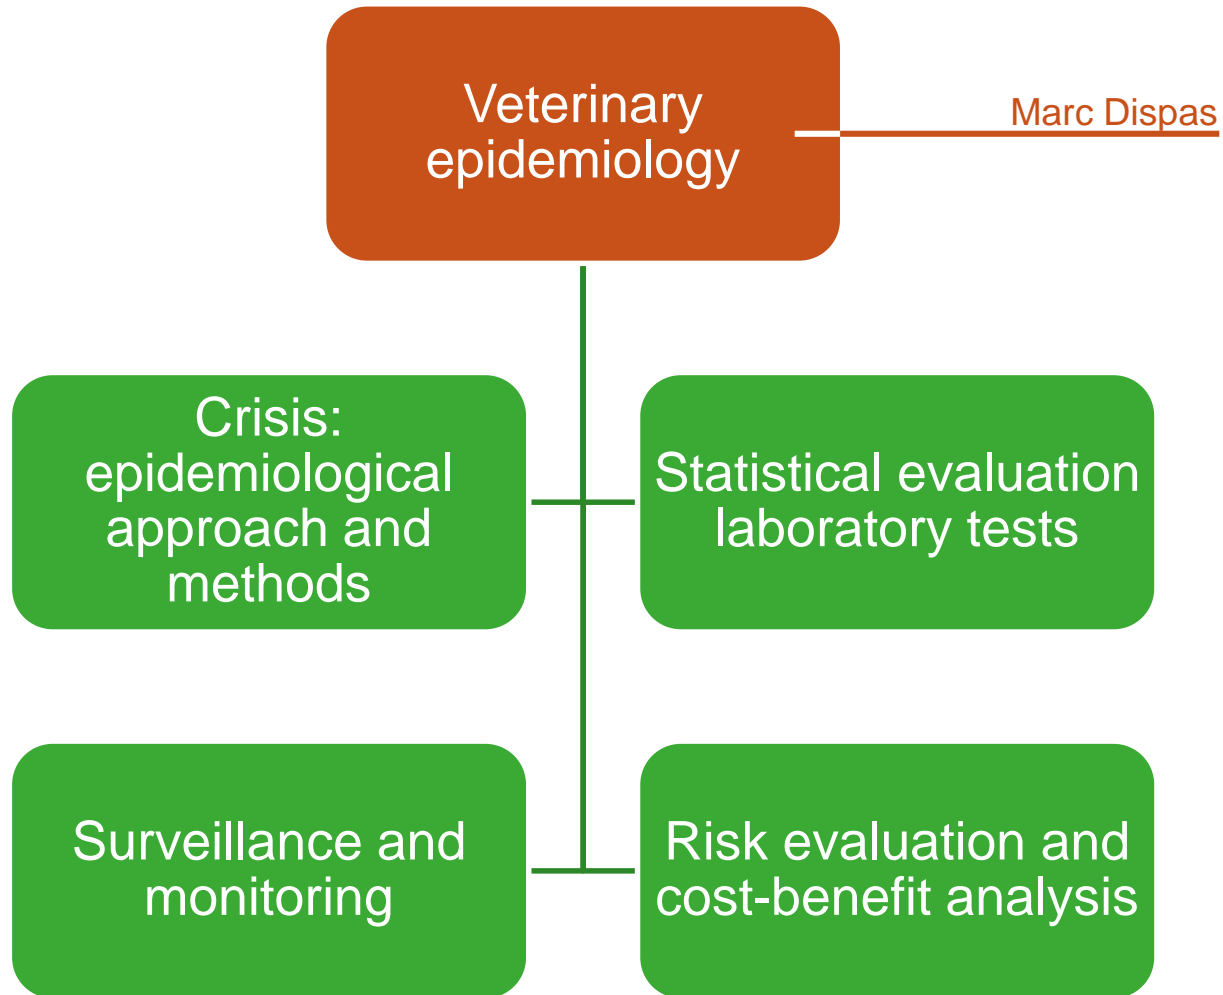 Veterinary
epidemiology
Marc Dispas
Crisis:
epidemiological
approach and
methods
Statistical evaluation
laboratory tests
Surveillance and
monitoring
Risk evaluation and
cost-benefit analysis